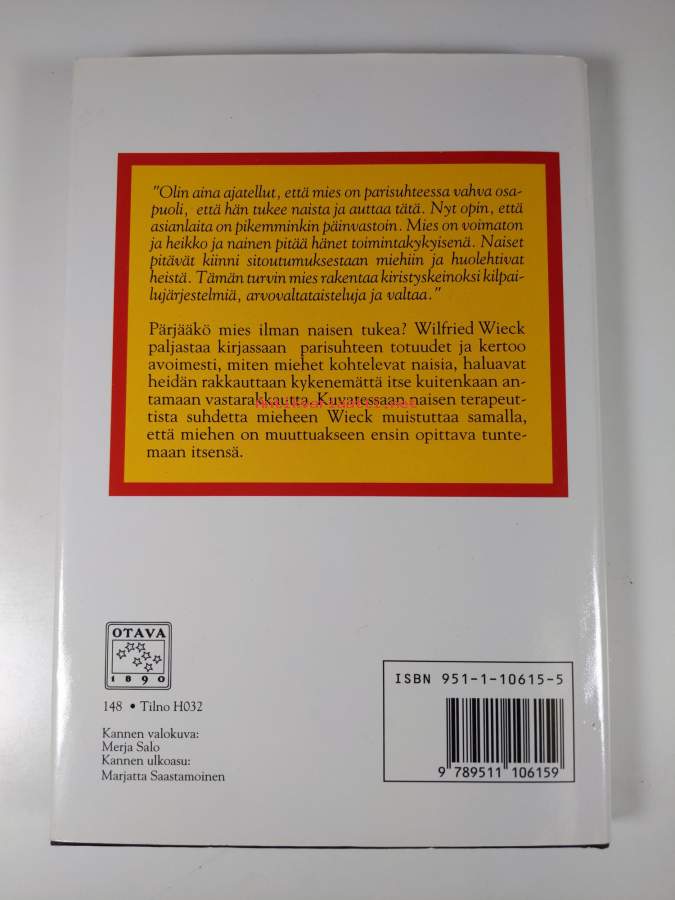 "Olin aina ajatellut, että mies on parisuhteessa vahva osa-
puoli, että hän tukee naista ja auttaa tätä. Nyt opin, että
asianlaita on pikemminkin päinvastoin. Mies on voimaton
ja heikko ja nainen pitää hänet toimintakykyisenä. Naiset
pitävät kiinni sitoutumuksestaan miehiin ja huolehtivat
heistä. Tämän turvin mies rakentaa kiristyskeinoksi kilpai-
lujärjestelmiä, arvovaltataisteluja ja valtaa."
Pärjääkö mies ilman naisen tukea? Wilfried Wieck
paljastaa kirjassaan parisuhteen totuudet ja kertoo
avoimesti, miten miehet kohtelevat naisia, haluavat
heidän rakkauttaan kykenemättä itse kuitenkaan an-
tamaan vastarakkautta. Kuvatessaan naisen terapeut-
tista suhdetta mieheen Wieck muistuttaa samalla,
että miehen on muuttuakseen ensin opittava tunte-
maan itsensä.
Antikvariaatti.net
OTAVA
1890
148 • Tilno H032
Kannen valokuva:
Merja Salo
Kannen ulkoasu:
Marjatta Saastamoinen
ISBN 951-1-10615-5
9 789511 106159